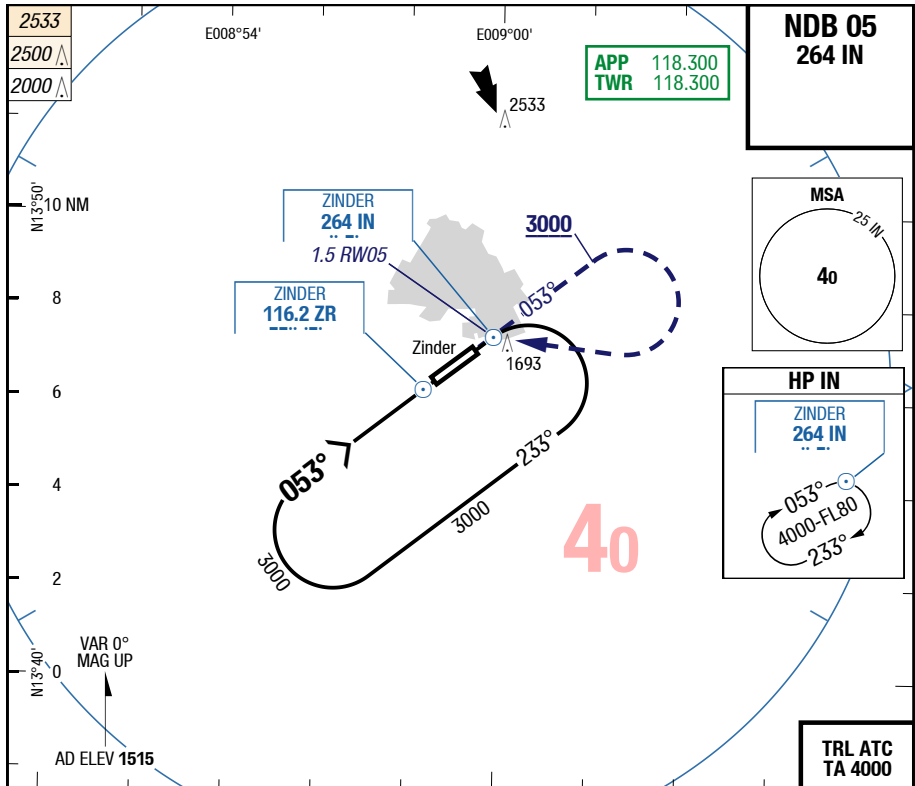 2533
2500
2000
E008°54'
E009°00'
APP 118.300
TWR 118.300
NDB 05
264 IN
2533
N13°50'
10 NM
ZINDER
264 IN
1.5 RW05
3000
MSA
25 IN
40
053°
8
ZINDER
116.2 ZR
Zinder
1693
6
HP IN
ZINDER
264 IN
053°
4000-FL80
233°
233°
053°
4
3000
40
3000
2
VAR 0°
MAG UP
N13°40'
0
AD ELEV 1515
TRL ATC
TA 4000